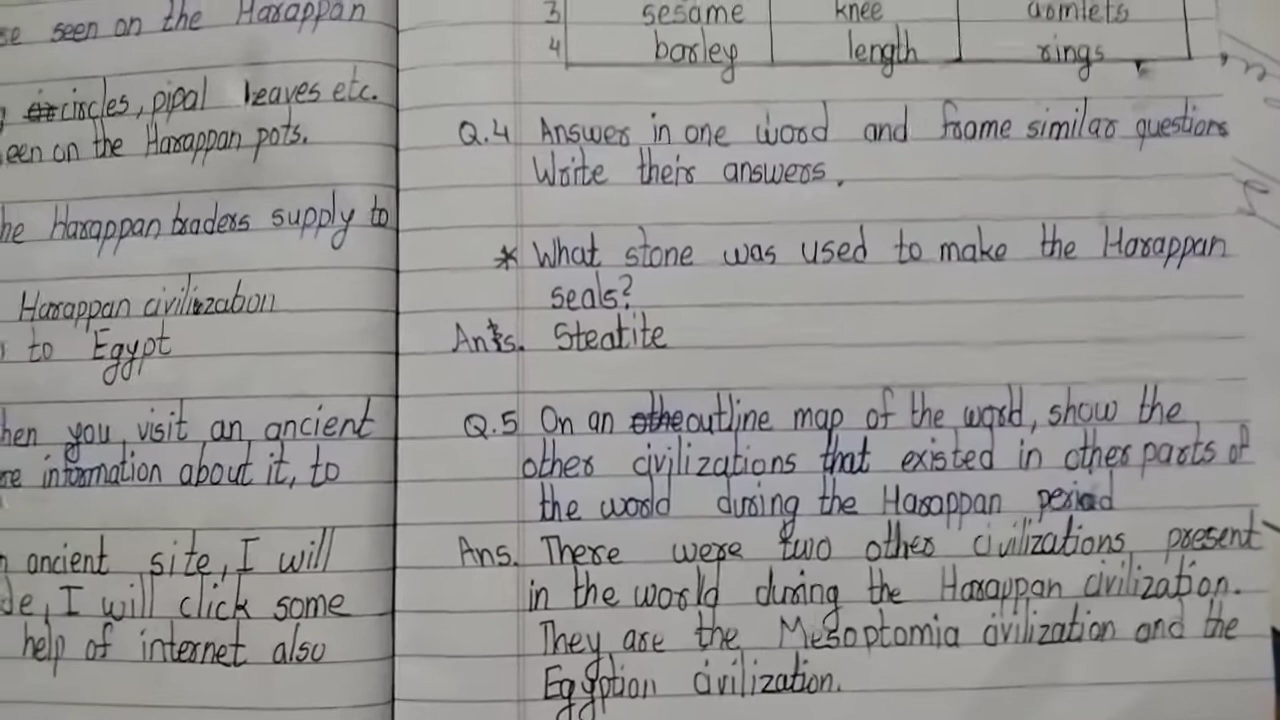 se seen on the Harappan
circles, pipal leaves etc.
een on the Harappan pots.
he Harappan traders supply to
Harappan civilization
to Egypt
hen you visit an ancient
re information about it, to
ancient site, I will
de, I will click some
help of internet also
3 sesame knee
4 barley length rings
Q.4 Answer in one word and frame similar questions
Write their answers.
* What stone was used to make the Harappan
seals?
Ans. Steatite
Q.5 On an outline map of the world, show the
other civilizations that existed in other parts of
the world during the Harappan period
Ans. There were two other civilizations present
in the world during the Harappan civilization.
They are the Mesoptomia civilization and the
Egyption civilization.